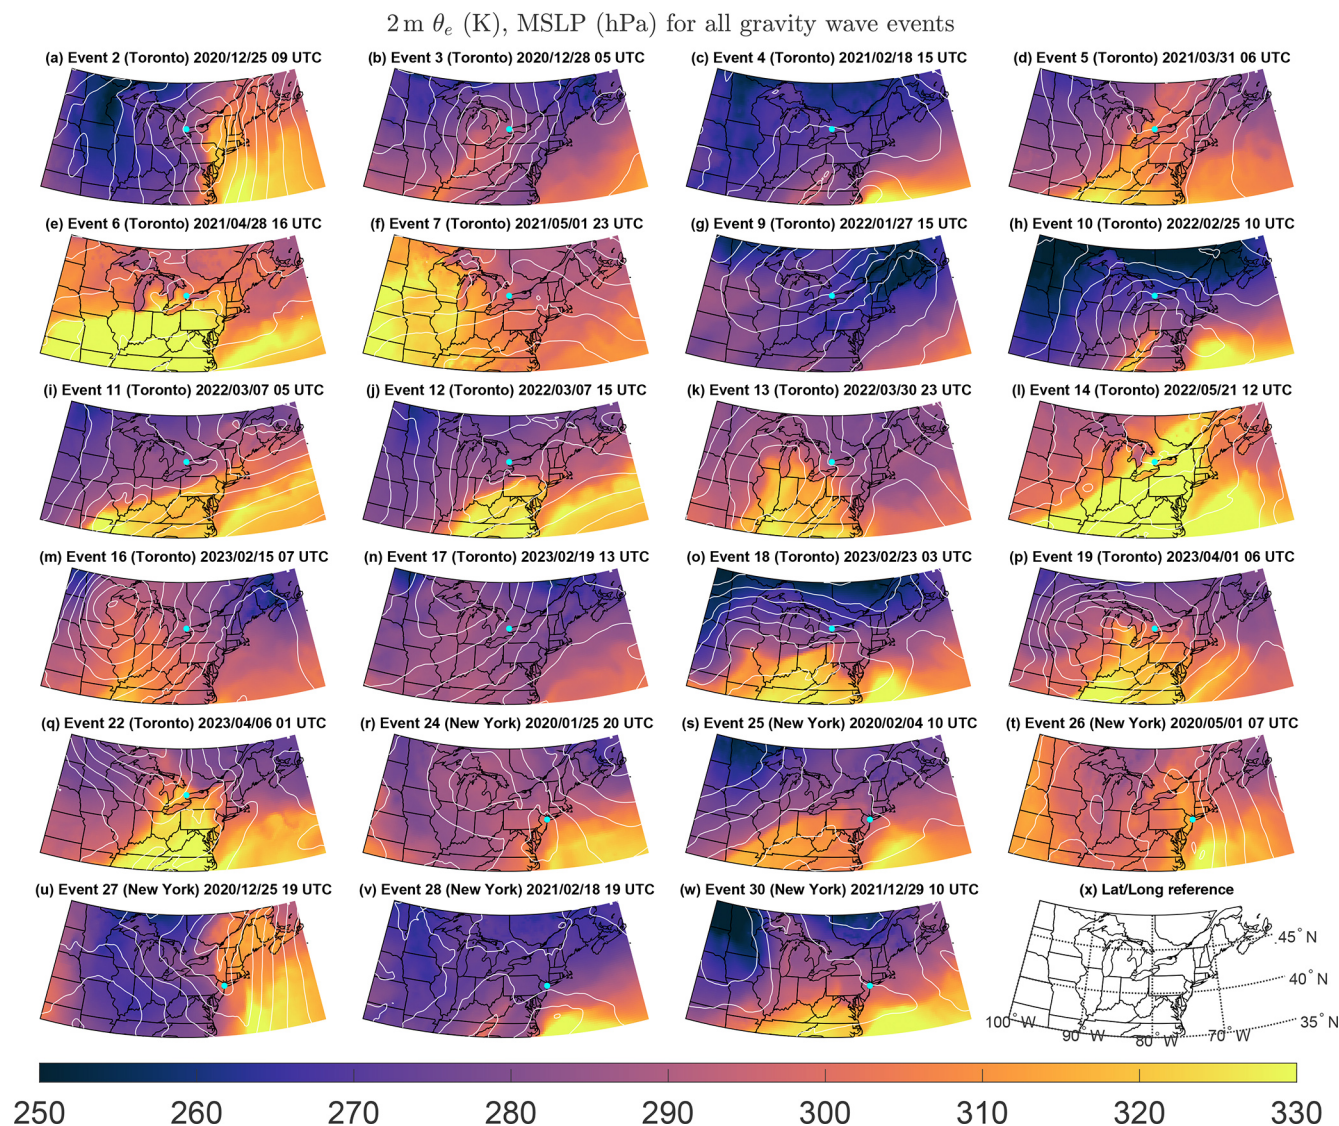 2 m θe (K), MSLP (hPa) for all gravity wave events
(a) Event 2 (Toronto) 2020/12/25 09 UTC
(b) Event 3 (Toronto) 2020/12/28 05 UTC
(c) Event 4 (Toronto) 2021/02/18 15 UTC
(d) Event 5 (Toronto) 2021/03/31 06 UTC
(e) Event 6 (Toronto) 2021/04/28 16 UTC
(f) Event 7 (Toronto) 2021/05/01 23 UTC
(g) Event 9 (Toronto) 2022/01/27 15 UTC
(h) Event 10 (Toronto) 2022/02/25 10 UTC
(i) Event 11 (Toronto) 2022/03/07 05 UTC
(j) Event 12 (Toronto) 2022/03/07 15 UTC
(k) Event 13 (Toronto) 2022/03/30 23 UTC
(l) Event 14 (Toronto) 2022/05/21 12 UTC
(m) Event 16 (Toronto) 2023/02/15 07 UTC
(n) Event 17 (Toronto) 2023/02/19 13 UTC
(o) Event 18 (Toronto) 2023/02/23 03 UTC
(p) Event 19 (Toronto) 2023/04/01 06 UTC
(q) Event 22 (Toronto) 2023/04/06 01 UTC
(r) Event 24 (New York) 2020/01/25 20 UTC
(s) Event 25 (New York) 2020/02/04 10 UTC
(t) Event 26 (New York) 2020/05/01 07 UTC
(u) Event 27 (New York) 2020/12/25 19 UTC
(v) Event 28 (New York) 2021/02/18 19 UTC
(w) Event 30 (New York) 2021/12/29 10 UTC
(x) Lat/Long reference
45° N
40° N
35° N
100° W
90° W
80° W
70° W
250 260 270 280 290 300 310 320 330